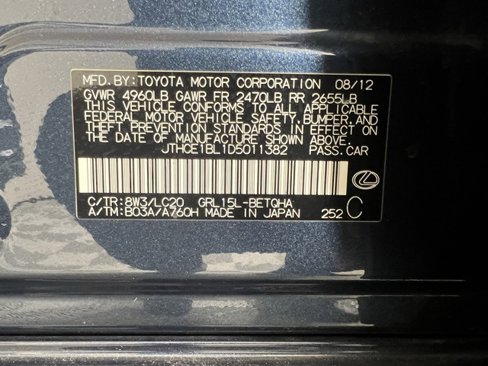 MFD. BY: TOYOTA MOTOR CORPORATION 08/12
GVWR 4960LB GAWR FR 2470LB RR 2655LB
THIS VEHICLE CONFORMS TO ALL APPLICABLE
FEDERAL MOTOR VEHICLE SAFETY, BUMPER, AND
THEFT PREVENTION STANDARDS IN EFFECT ON
THE DATE OF MANUFACTURE SHOWN ABOVE.
JTHCE1BL1D5011382 PASS.CAR
C/TR: 8W3/LC20 GRL15L-BETQHA
A/TM: B03A/A760H MADE IN JAPAN 252 C